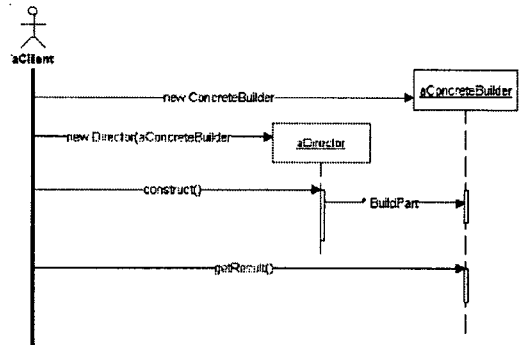 aClient
new ConcreteBuilder
aConcreteBuilder
new Director(aConcreteBuilder
aDirector
construct()
* BuildPart
getResult()